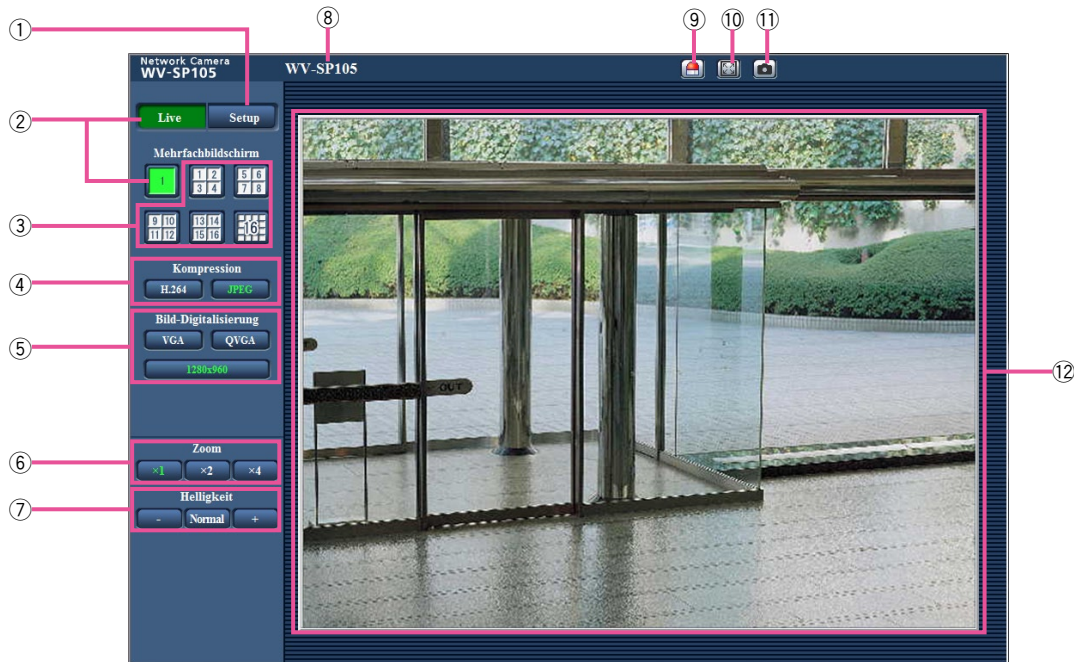 ① ⑧ ⑨ ⑩ ⑪
Network Camera
WV-SP105
WV-SP105
② Live Setup
Mehrfachbildschirm
1
1 2
3 4
5 6
7 8
③
9 10
11 12
13 14
15 16
16
④ Kompression
H.264 JPEG
⑤ Bild-Digitalisierung
VGA QVGA
1280x960
OUT
⑫
⑥ Zoom
×1 ×2 ×4
⑦ Helligkeit
- Normal +